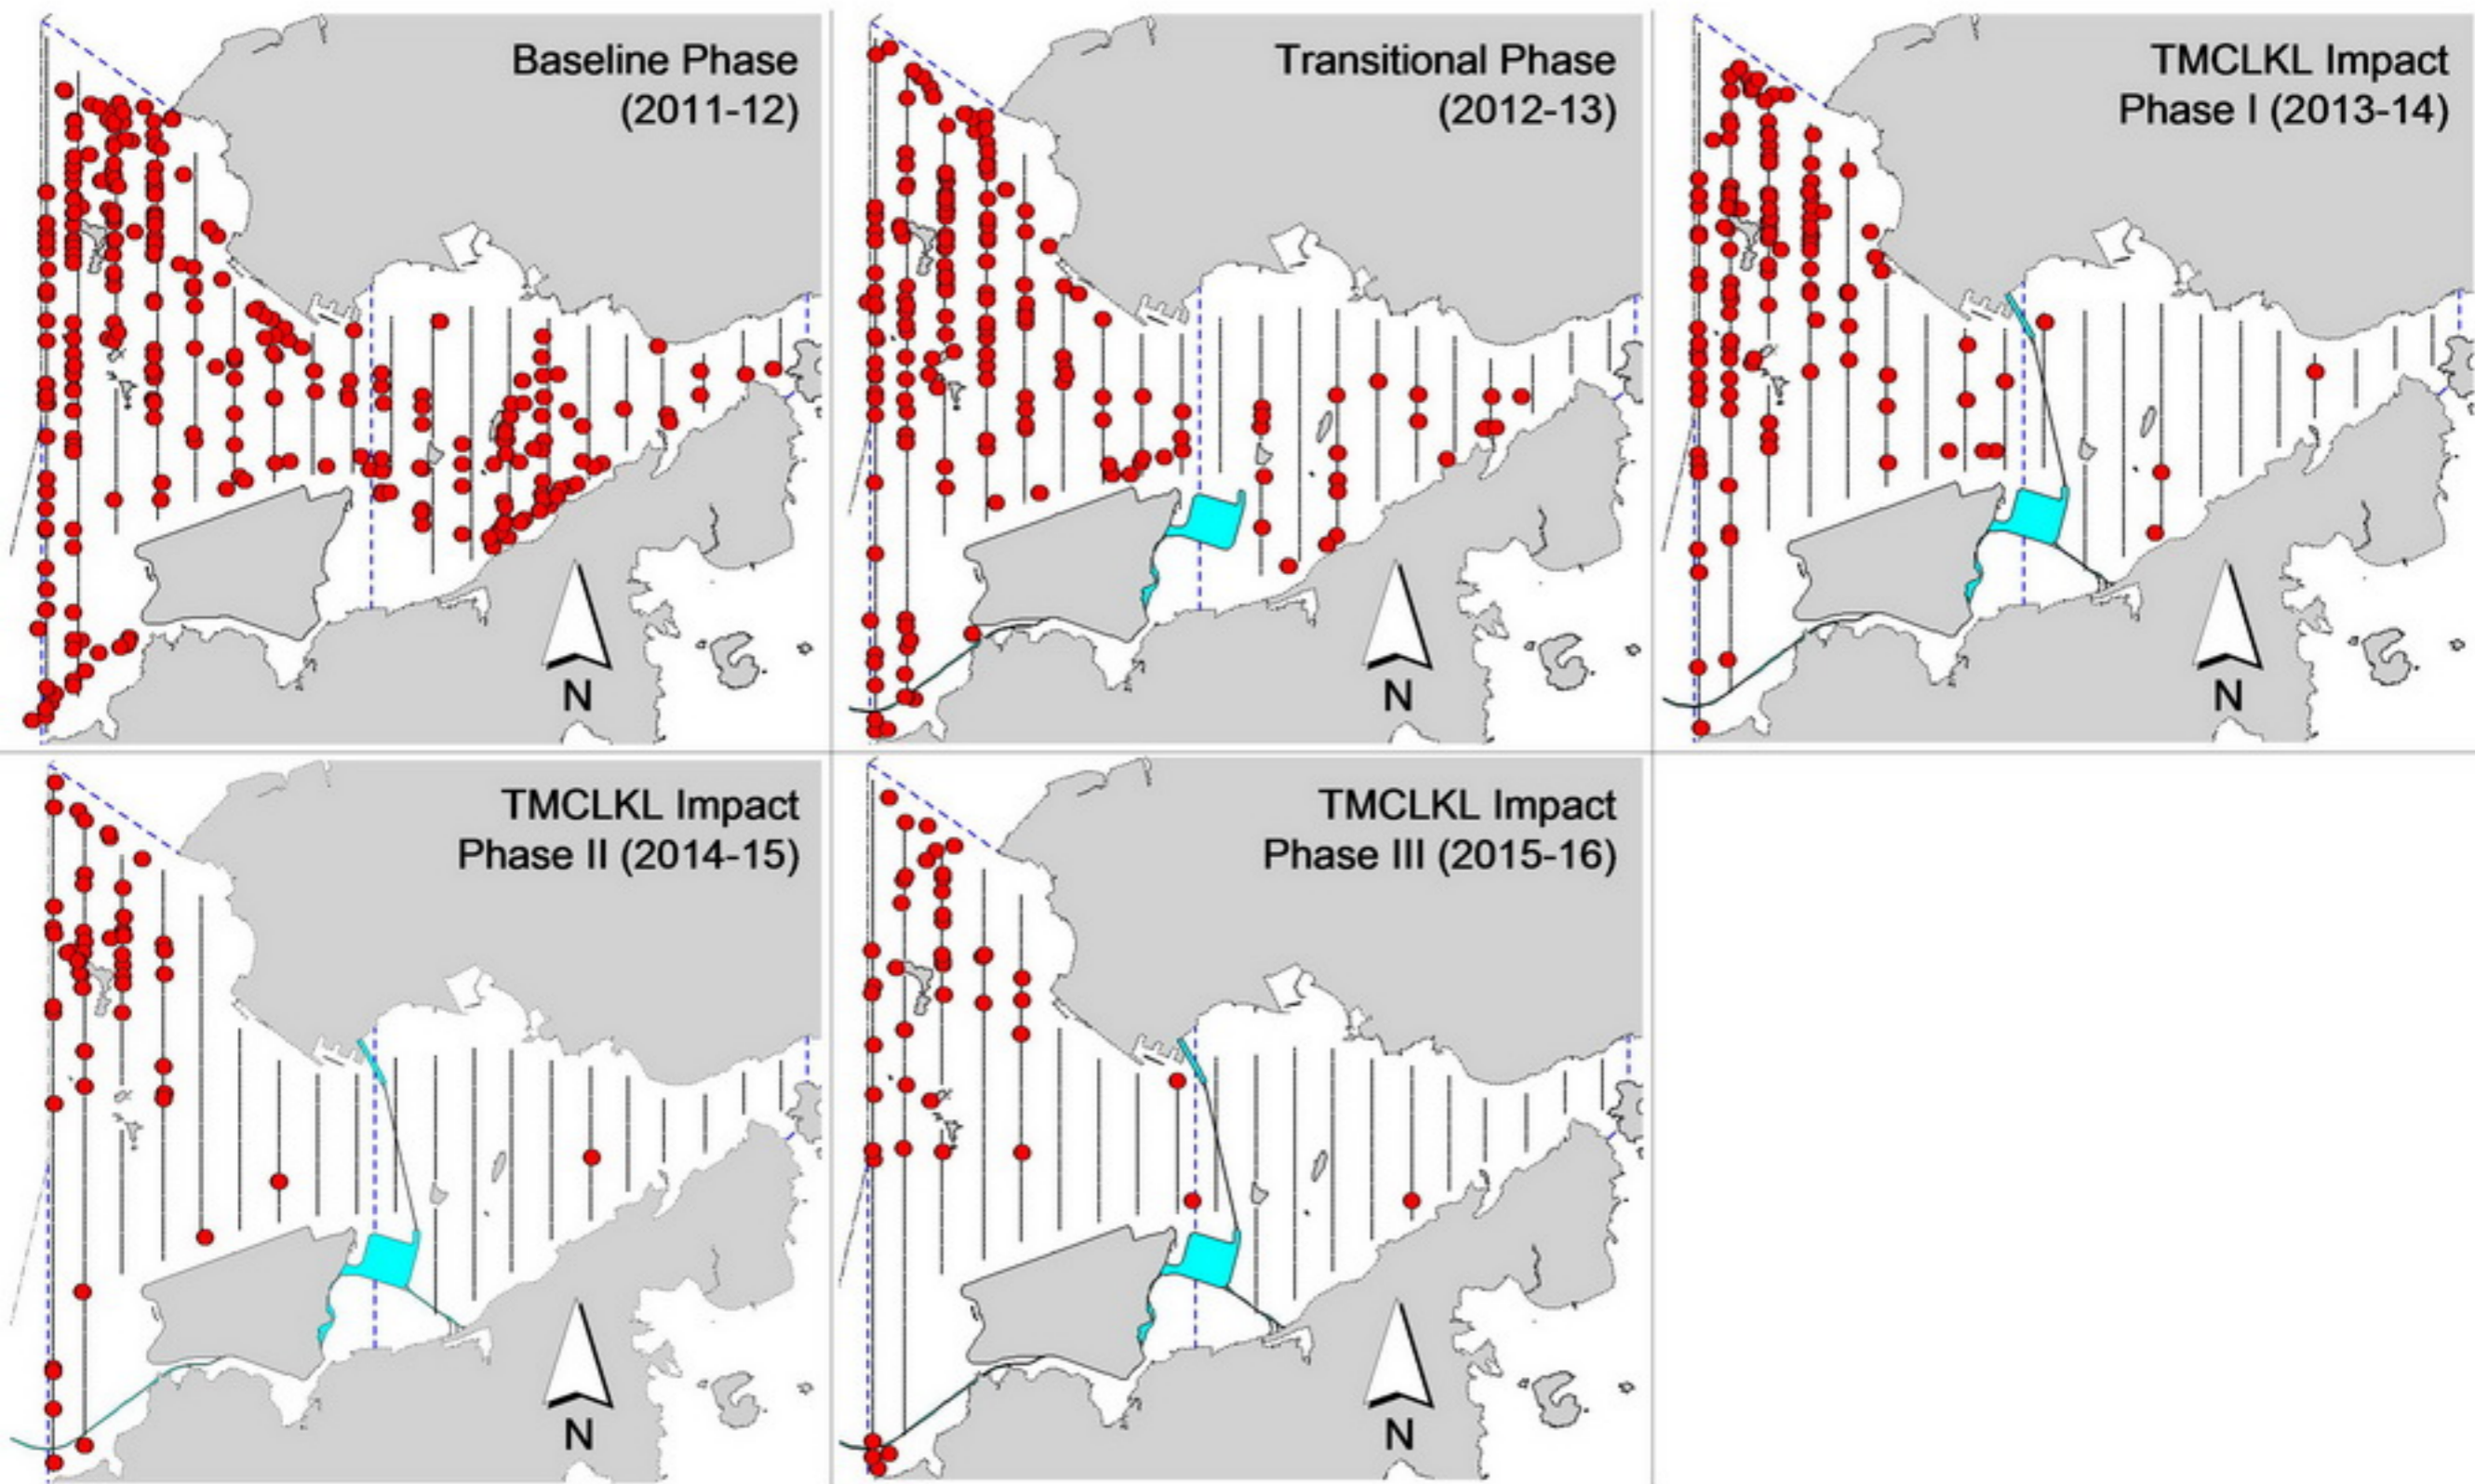 Baseline Phase
(2011-12)
N
Transitional Phase
(2012-13)
N
TMCLKL Impact
Phase I (2013-14)
N
TMCLKL Impact
Phase II (2014-15)
N
TMCLKL Impact
Phase III (2015-16)
N